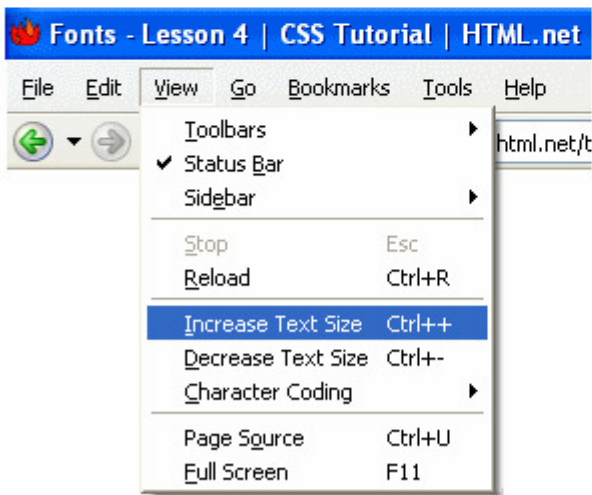 Fonts - Lesson 4 | CSS Tutorial | HTML.net
File Edit View Go Bookmarks Tools Help
html.net/t
Toolbars
Status Bar
Sidebar
Stop Esc
Reload Ctrl+R
Increase Text Size Ctrl++
Decrease Text Size Ctrl+-
Character Coding
Page Source Ctrl+U
Full Screen F11